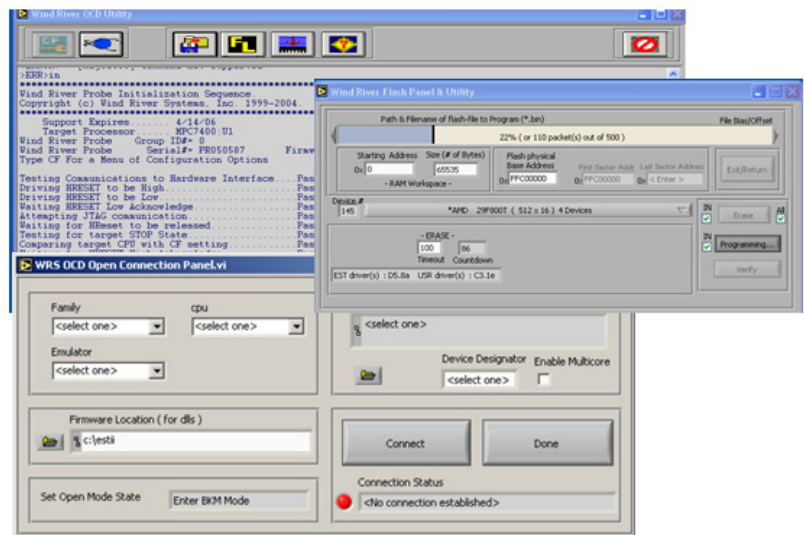 Wind River OCD Utility
>ERR>in
Wind River Probe Initialization Sequence
Copyright (c) Wind River Systems, Inc. 1999-2004.
Support Expires....... 4/14/06
Target Processor...... MPC7400:U1
Wind River Probe Group ID#= 0
Wind River Probe Serial#= PR050587 Firmw
Type CF For a Menu of Configuration Options
Testing Communications to Hardware Interface....Pas
Driving HRESET to be High.......................Pas
Driving HRESET to be Low........................Pas
Waiting HRESET Low Acknowledge..................Pas
Attempting JTAG communication...................Pas
Waiting for HReset to be released...............Pas
Testing for target STOP State...................Pas
Comparing target CPU with CF setting............Pas
Wind River Flash Panel & Utility
Path & Filename of flash-file to Program (*.bin)
File Bias/Offset
22% ( or 110 packet(s) out of 500 )
Starting Address
Size (# of Bytes)
0x 0
65535
- RAM Workspace -
Flash physical
Base Address
First Sector Addr
Last Sector Address
0x FFC00000
0x FFC00000
0x < Enter >
Exit/Return
Device #
145
*AMD 29F800T ( 512 x 16 ) 4 Devices
IN
Erase
All
- ERASE -
100
86
Timeout Countdown
IN
Programming...
Verify
EST driver(s) : D5.8a USR driver(s) : C3.1e
WRS OCD Open Connection Panel.vi
Family
cpu
<select one>
<select one>
Emulator
<select one>
<select one>
Device Designator
Enable Multicore
<select one>
Firmware Location ( for dlls )
c:\estii
Connect
Done
Set Open Mode State
Enter BKM Mode
Connection Status
<No connection established>